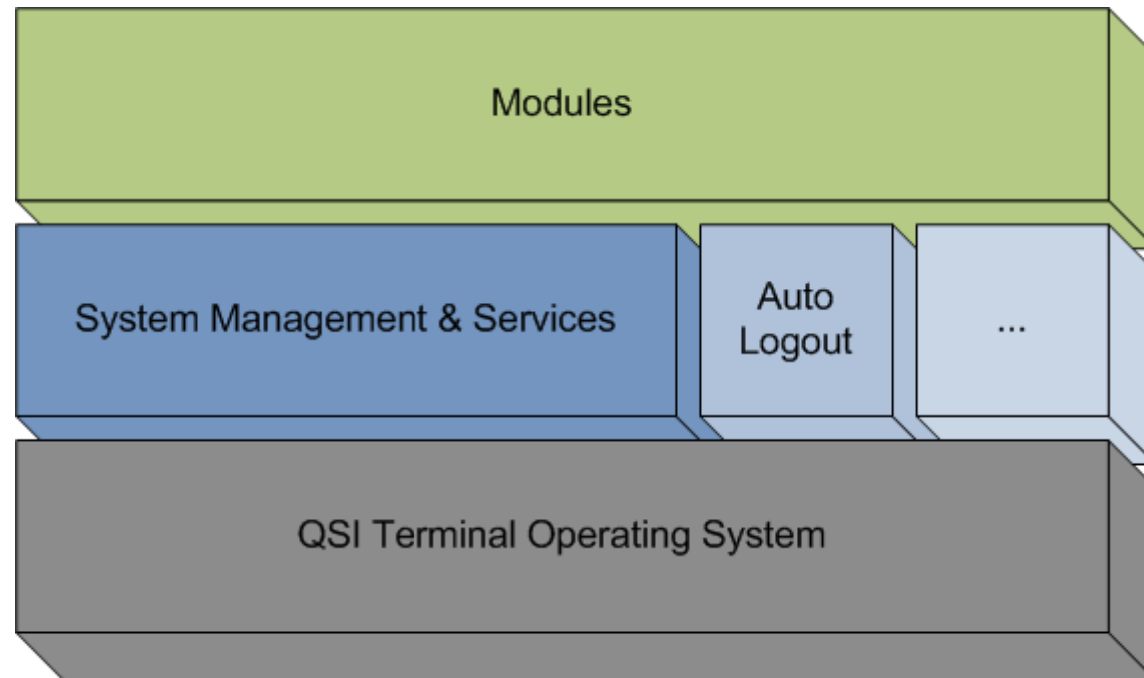 Modules
System Management & Services
Auto
Logout
...
QSI Terminal Operating System